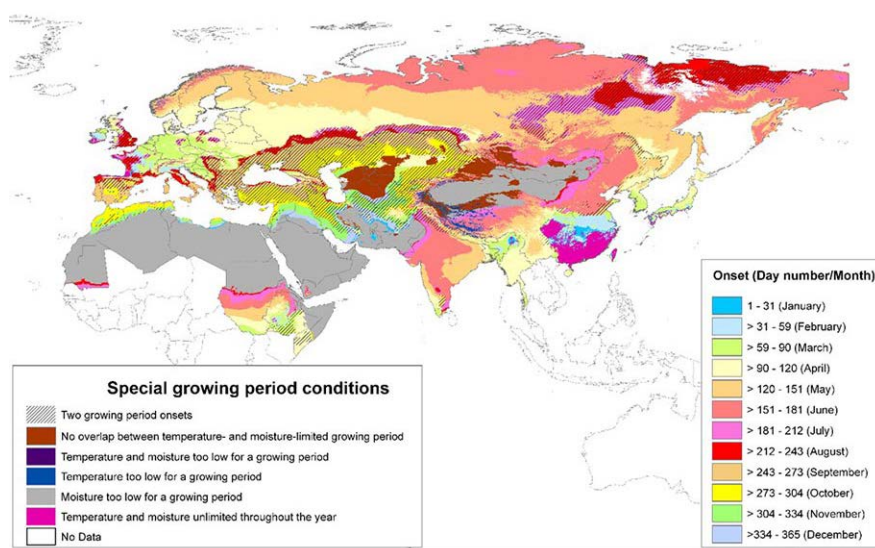 Special growing period conditions
Two growing period onsets
No overlap between temperature- and moisture-limited growing period
Temperature and moisture too low for a growing period
Temperature too low for a growing period
Moisture too low for a growing period
Temperature and moisture unlimited throughout the year
No Data
Onset (Day number/Month)
1 - 31 (January)
> 31 - 59 (February)
> 59 - 90 (March)
> 90 - 120 (April)
> 120 - 151 (May)
> 151 - 181 (June)
> 181 - 212 (July)
> 212 - 243 (August)
> 243 - 273 (September)
> 273 - 304 (October)
> 304 - 334 (November)
>334 - 365 (December)